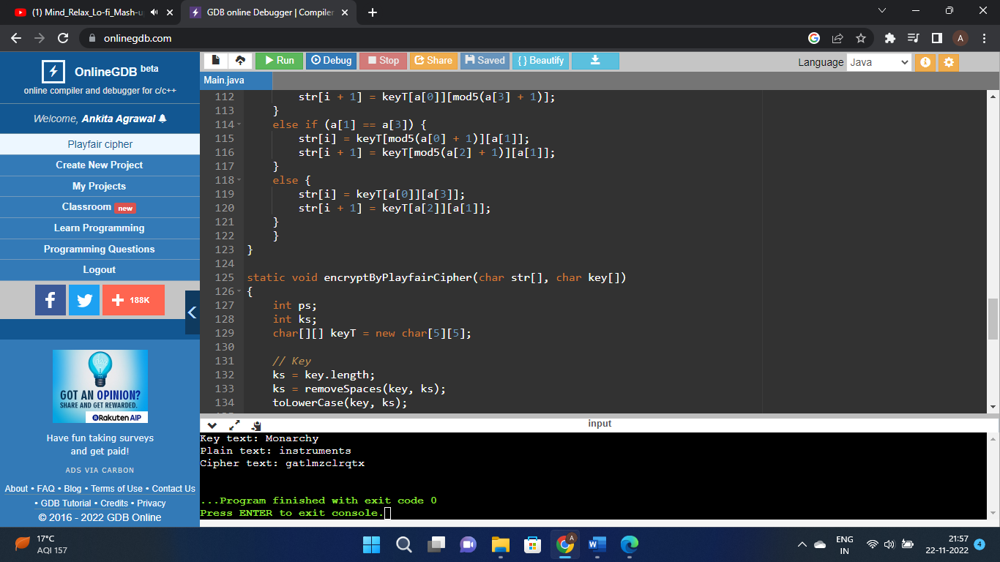 (1) Mind_Relax_Lo-fi_Mash-u
GDB online Debugger | Compiler
onlinegdb.com
A
OnlineGDB beta
online compiler and debugger for c/c++
Welcome, Ankita Agrawal
Playfair cipher
Create New Project
My Projects
Classroom new
Learn Programming
Programming Questions
Logout
f
188K
GOT AN OPINION?
SHARE AND GET REWARDED.
Rakuten AIP
Have fun taking surveys
and get paid!
ADS VIA CARBON
About • FAQ • Blog • Terms of Use • Contact Us
• GDB Tutorial • Credits • Privacy
© 2016 - 2022 GDB Online
Run Debug Stop Share Saved { } Beautify
Language Java
Main.java
112 str[i + 1] = keyT[a[0]][mod5(a[3] + 1)];
113 }
114 else if (a[1] == a[3]) {
115 str[i] = keyT[mod5(a[0] + 1)][a[1]];
116 str[i + 1] = keyT[mod5(a[2] + 1)][a[1]];
117 }
118 else {
119 str[i] = keyT[a[0]][a[3]];
120 str[i + 1] = keyT[a[2]][a[1]];
121 }
122 }
123 }
124
125 static void encryptByPlayfairCipher(char str[], char key[])
126 {
127 int ps;
128 int ks;
129 char[][] keyT = new char[5][5];
130
131 // Key
132 ks = key.length;
133 ks = removeSpaces(key, ks);
134 toLowerCase(key, ks);
input
Key text: Monarchy
Plain text: instruments
Cipher text: gatlmzclrqtx
...Program finished with exit code 0
Press ENTER to exit console.
17°C
AQI 157
A
W
ENG
IN
21:57
22-11-2022
4